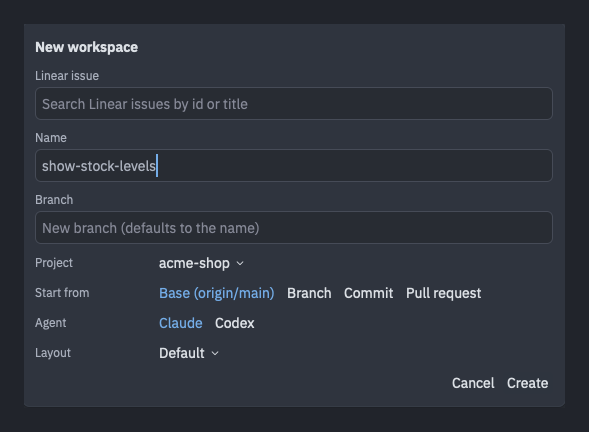 New workspace
Linear issue
Search Linear issues by id or title
Name
show-stock-levels
Branch
New branch (defaults to the name)
Project acme-shop
Start from Base (origin/main) Branch Commit Pull request
Agent Claude Codex
Layout Default
Cancel Create